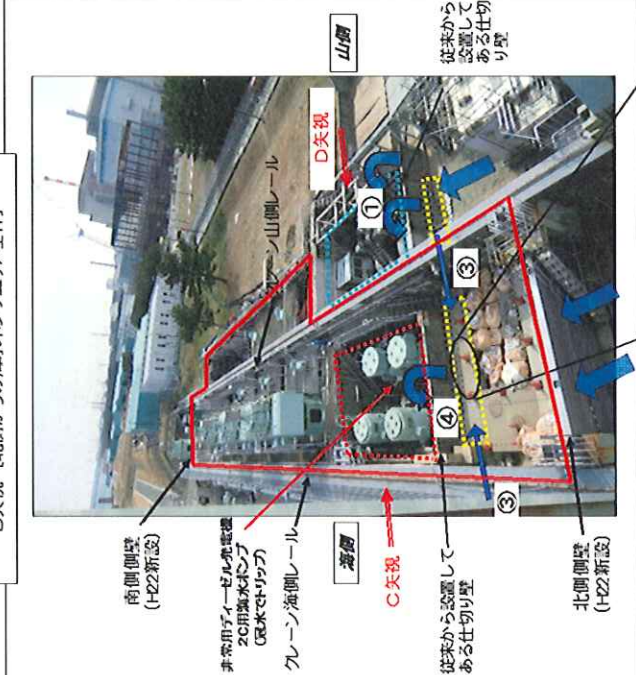 山側
従来から
設置して
ある仕切
り壁
D矢視
①
クレーン山側レール
③
④
③
南側側壁
(H22新設)
非常用ディーゼル発電機
2C用海水ポンプ
(冠水でトリップ)
クレーン海側レール
海側
C矢視
従来から設置して
ある仕切り壁
北側側壁
(H22新設)